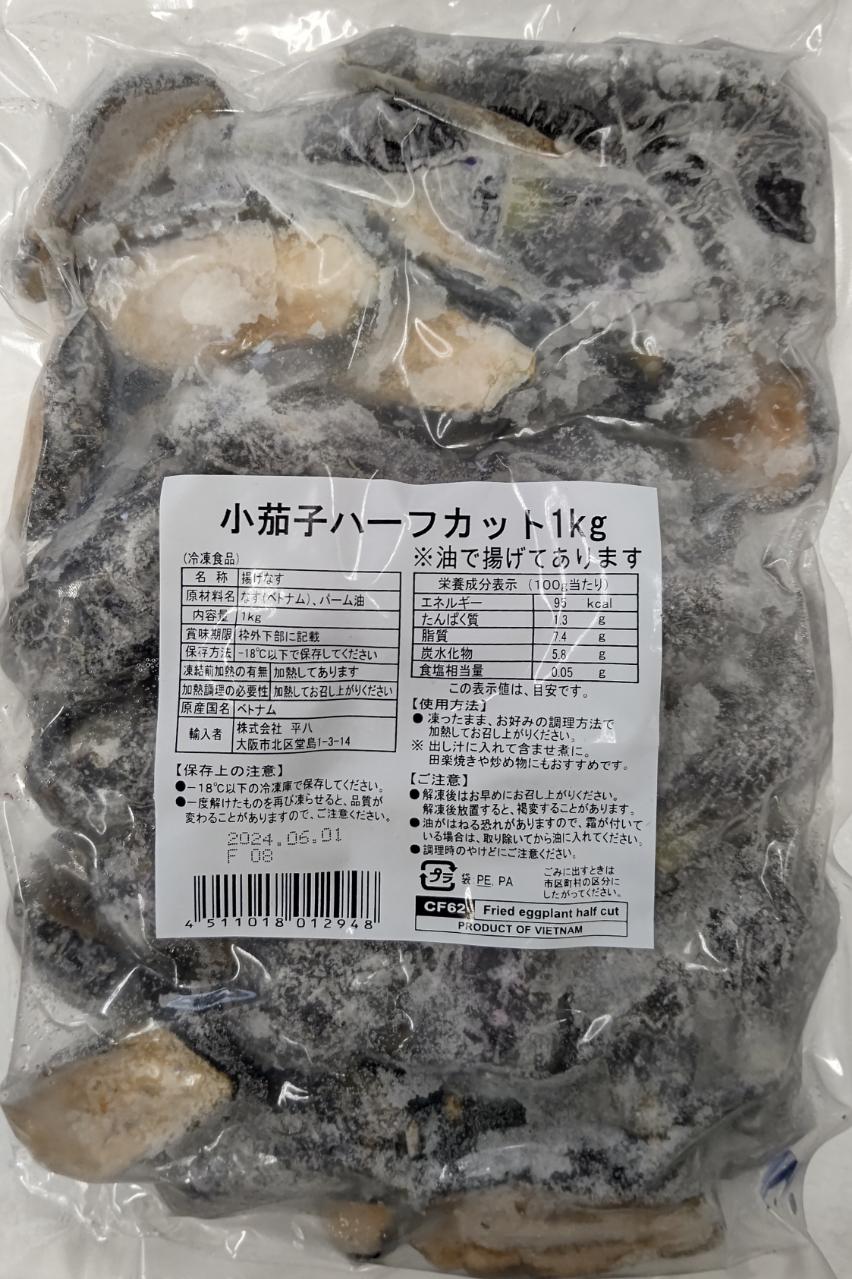 小茄子ハーフカット1kg
※油で揚げてあります
(冷凍食品)
名 称 揚げなす
原材料名 なす(ベトナム)、パーム油
内容量 1kg
賞味期限 枠外下部に記載
保存方法 -18℃以下で保存してください
凍結前加熱の有無 加熱してあります
加熱調理の必要性 加熱してお召し上がりください
原産国名 ベトナム
輸入者 株式会社 平八
大阪市北区堂島1-3-14
【保存上の注意】
●-18℃以下の冷凍庫で保存してください。
●一度解けたものを再び凍らせると、品質が
変わることがありますので、ご注意ください。
2024.06.01
F 08
4 511018 012948
栄養成分表示 (100g当たり)
エネルギー 95 kcal
たんぱく質 1.3 g
脂質 7.4 g
炭水化物 5.8 g
食塩相当量 0.05 g
この表示値は、目安です。
【使用方法】
● 凍ったまま、お好みの調理方法で
加熱してお召し上がりください。
※ 出し汁に入れて含ませ煮に。
田楽焼きや炒め物にもおすすめです。
【ご注意】
●解凍後はお早めにお召し上がりください。
解凍後放置すると、褐変することがあります。
●油がはねる恐れがありますので、霜が付いて
いる場合は、取り除いてから油に入れてください。
●調理時のやけどにご注意ください。
プラ 袋 PE, PA
ごみに出すときは
市区町村の区分に
したがってください。
CF62 Fried eggplant half cut
PRODUCT OF VIETNAM